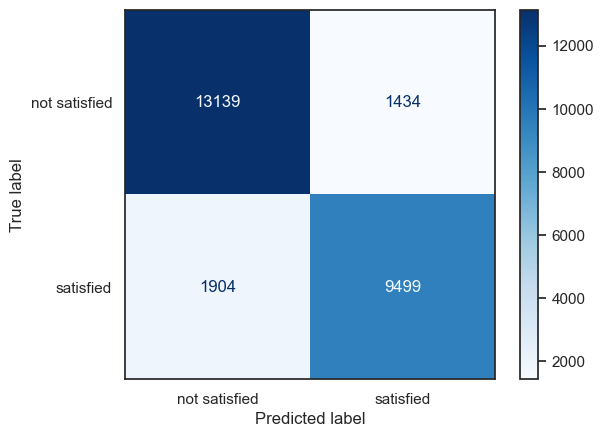 not satisfied
satisfied
True label
13139
1434
1904
9499
not satisfied
satisfied
Predicted label
12000
10000
8000
6000
4000
2000